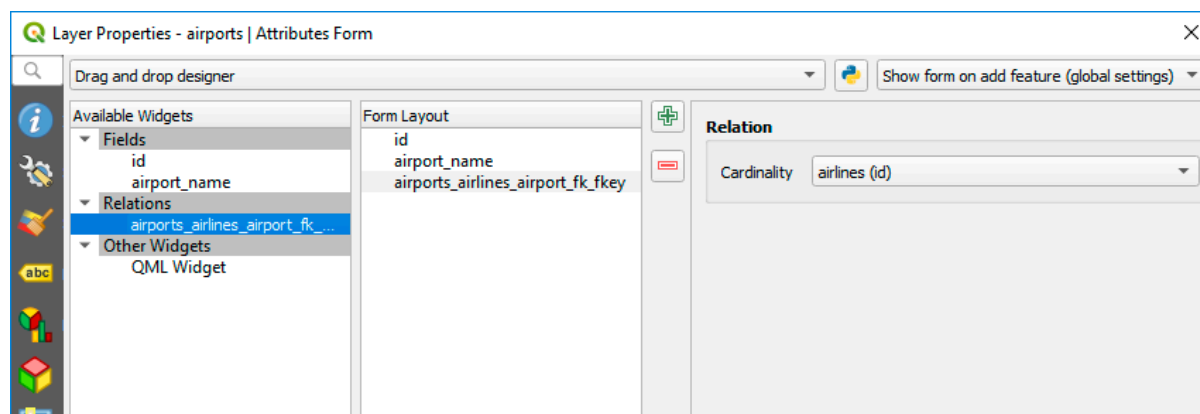 Layer Properties - airports | Attributes Form
Drag and drop designer
Show form on add feature (global settings)
Available Widgets
Fields
id
airport_name
Relations
airports_airlines_airport_fk_...
Other Widgets
QML Widget
Form Layout
id
airport_name
airports_airlines_airport_fk_fkey
Relation
Cardinality airlines (id)
abc